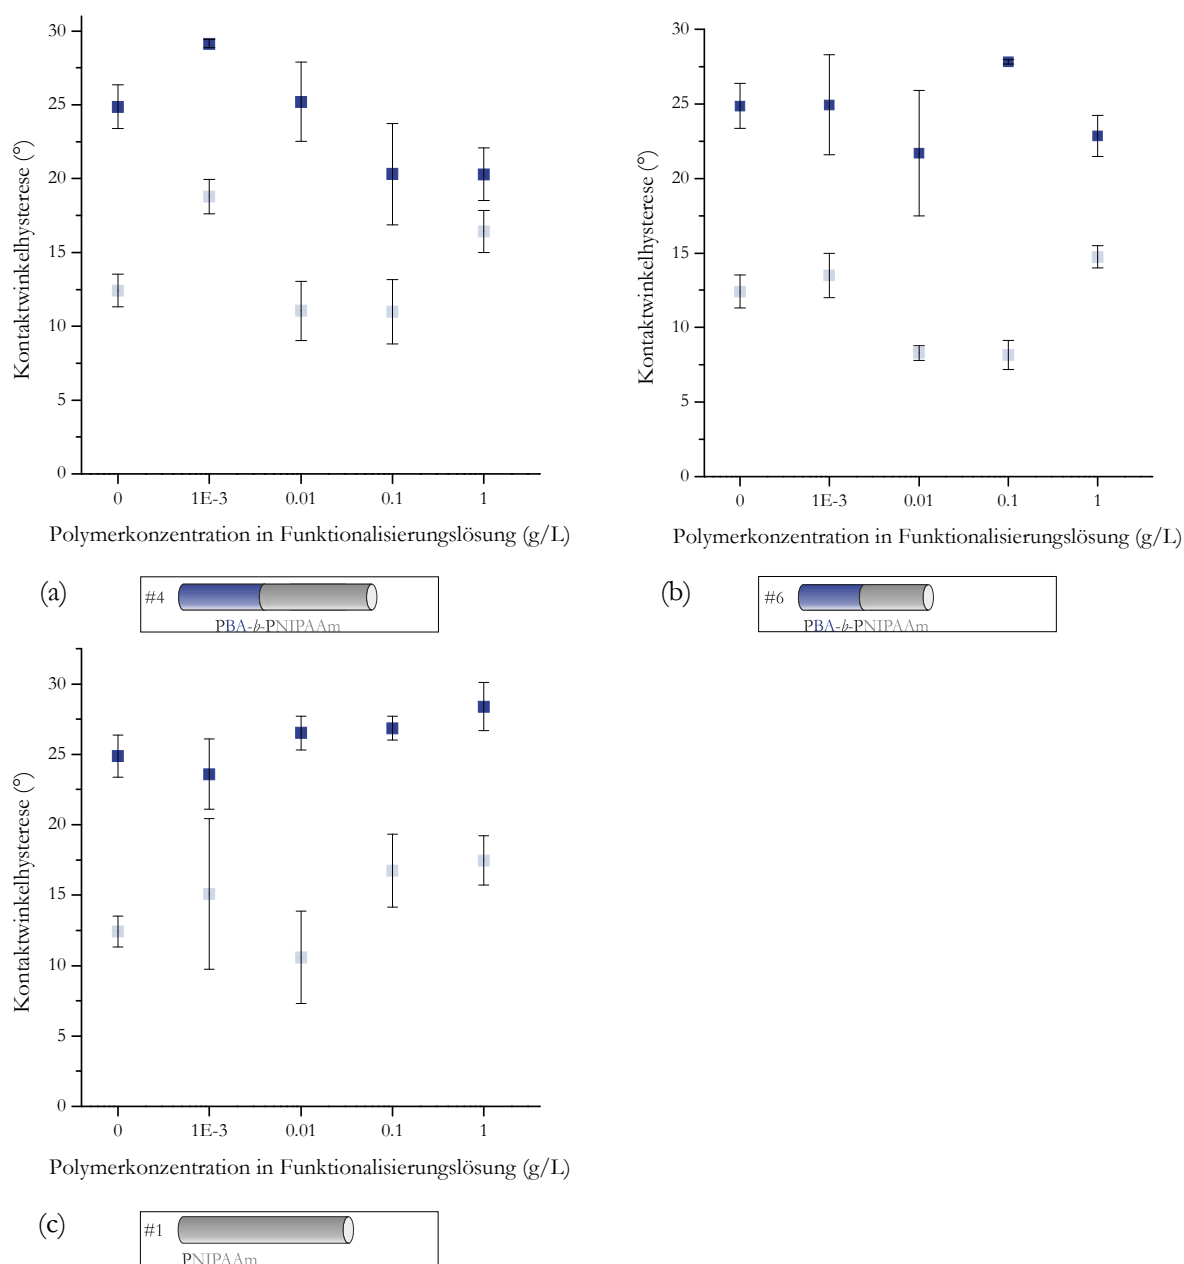 30
25
20
15
10
5
0
Kontaktwinkelhysterese (°)
0 1E-3 0.01 0.1 1
Polymerkonzentration in Funktionalisierungslösung (g/L)
(a)
#4
PBA-b-PNIPAAm
30
25
20
15
10
5
0
Kontaktwinkelhysterese (°)
0 1E-3 0.01 0.1 1
Polymerkonzentration in Funktionalisierungslösung (g/L)
(b)
#6
PBA-b-PNIPAAm
30
25
20
15
10
5
0
Kontaktwinkelhysterese (°)
0 1E-3 0.01 0.1 1
Polymerkonzentration in Funktionalisierungslösung (g/L)
(c)
#1
PNIPAAm